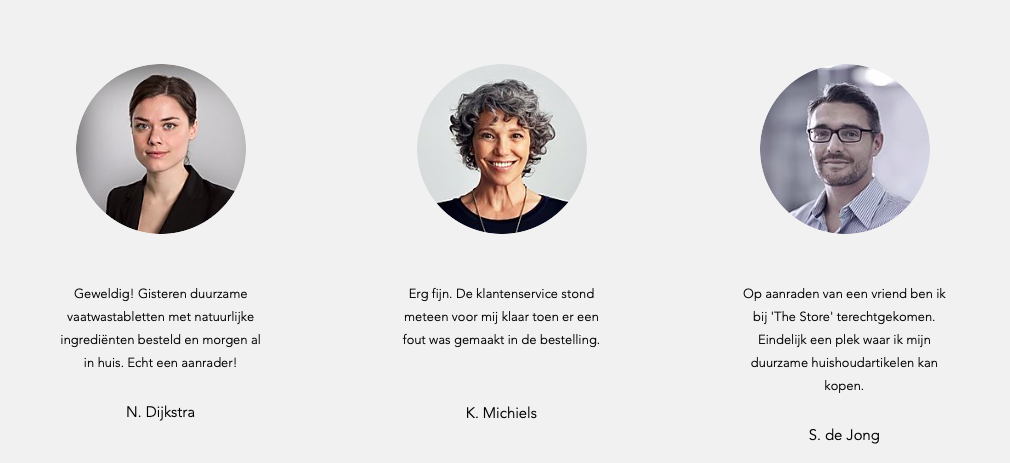 Geweldig! Gisteren duurzame
vaatwastabletten met natuurlijke
ingrediënten besteld en morgen al
in huis. Echt een aanrader!
N. Dijkstra
Erg fijn. De klantenservice stond
meteen voor mij klaar toen er een
fout was gemaakt in de bestelling.
K. Michiels
Op aanraden van een vriend ben ik
bij 'The Store' terechtgekomen.
Eindelijk een plek waar ik mijn
duurzame huishoudartikelen kan
kopen.
S. de Jong